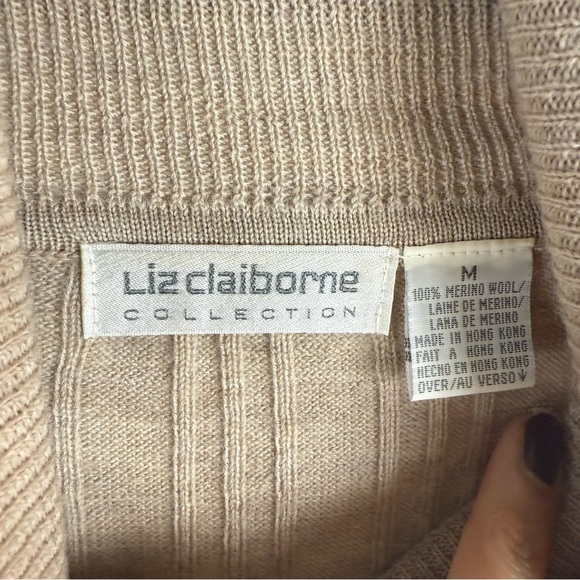 Liz claiborne
COLLECTION
M
100% MERINO WOOL/
LAINE DE MERINO/
LANA DE MERINO
MADE IN HONG KONG
FAIT A HONG KONG
HECHO EN HONG KONG
OVER/AU VERSO